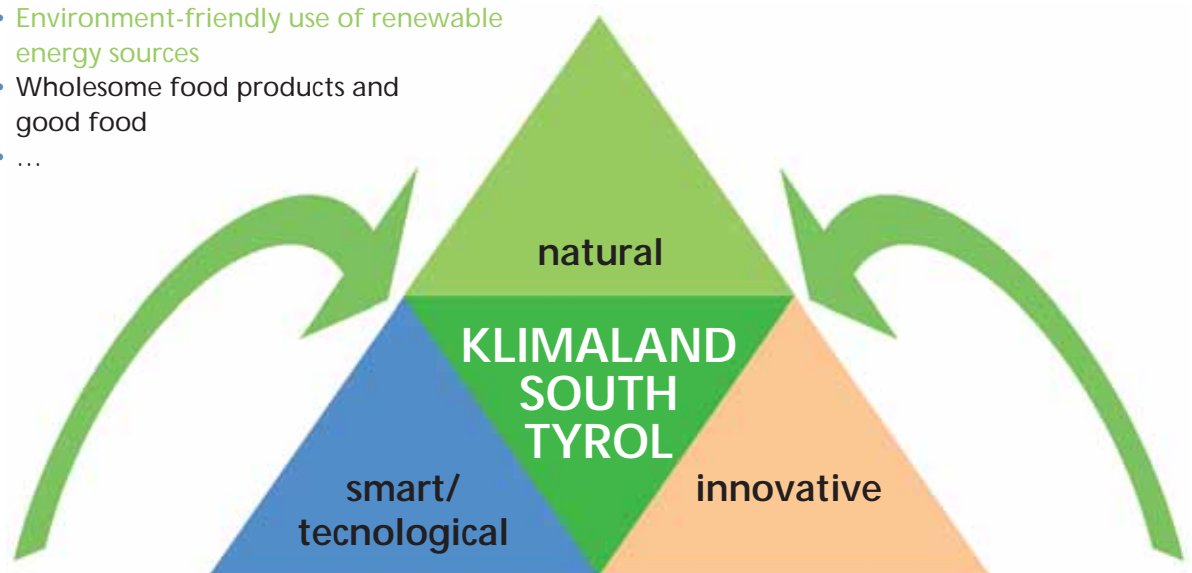 • Environment-friendly use of renewable
energy sources
• Wholesome food products and
good food
• …
natural
KLIMALAND
SOUTH
TYROL
smart/
tecnological
innovative